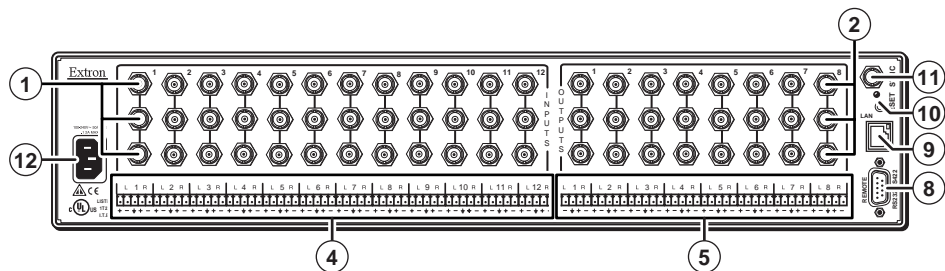 2
1
Extron
1 2 3 4 5 6 7 8 9 10 11 12
INPUTS
OUTPUTS
1 2 3 4 5 6 7 8
11
10
LAN
9
12
REMOTE
8
C UL US
L 1 R L 2 R L 3 R L 4 R L 5 R L 6 R L 7 R L 8 R L 9 R L 10 R L 11 R L 12 R
L 1 R L 2 R L 3 R L 4 R L 5 R L 6 R L 7 R L 8 R
4
5